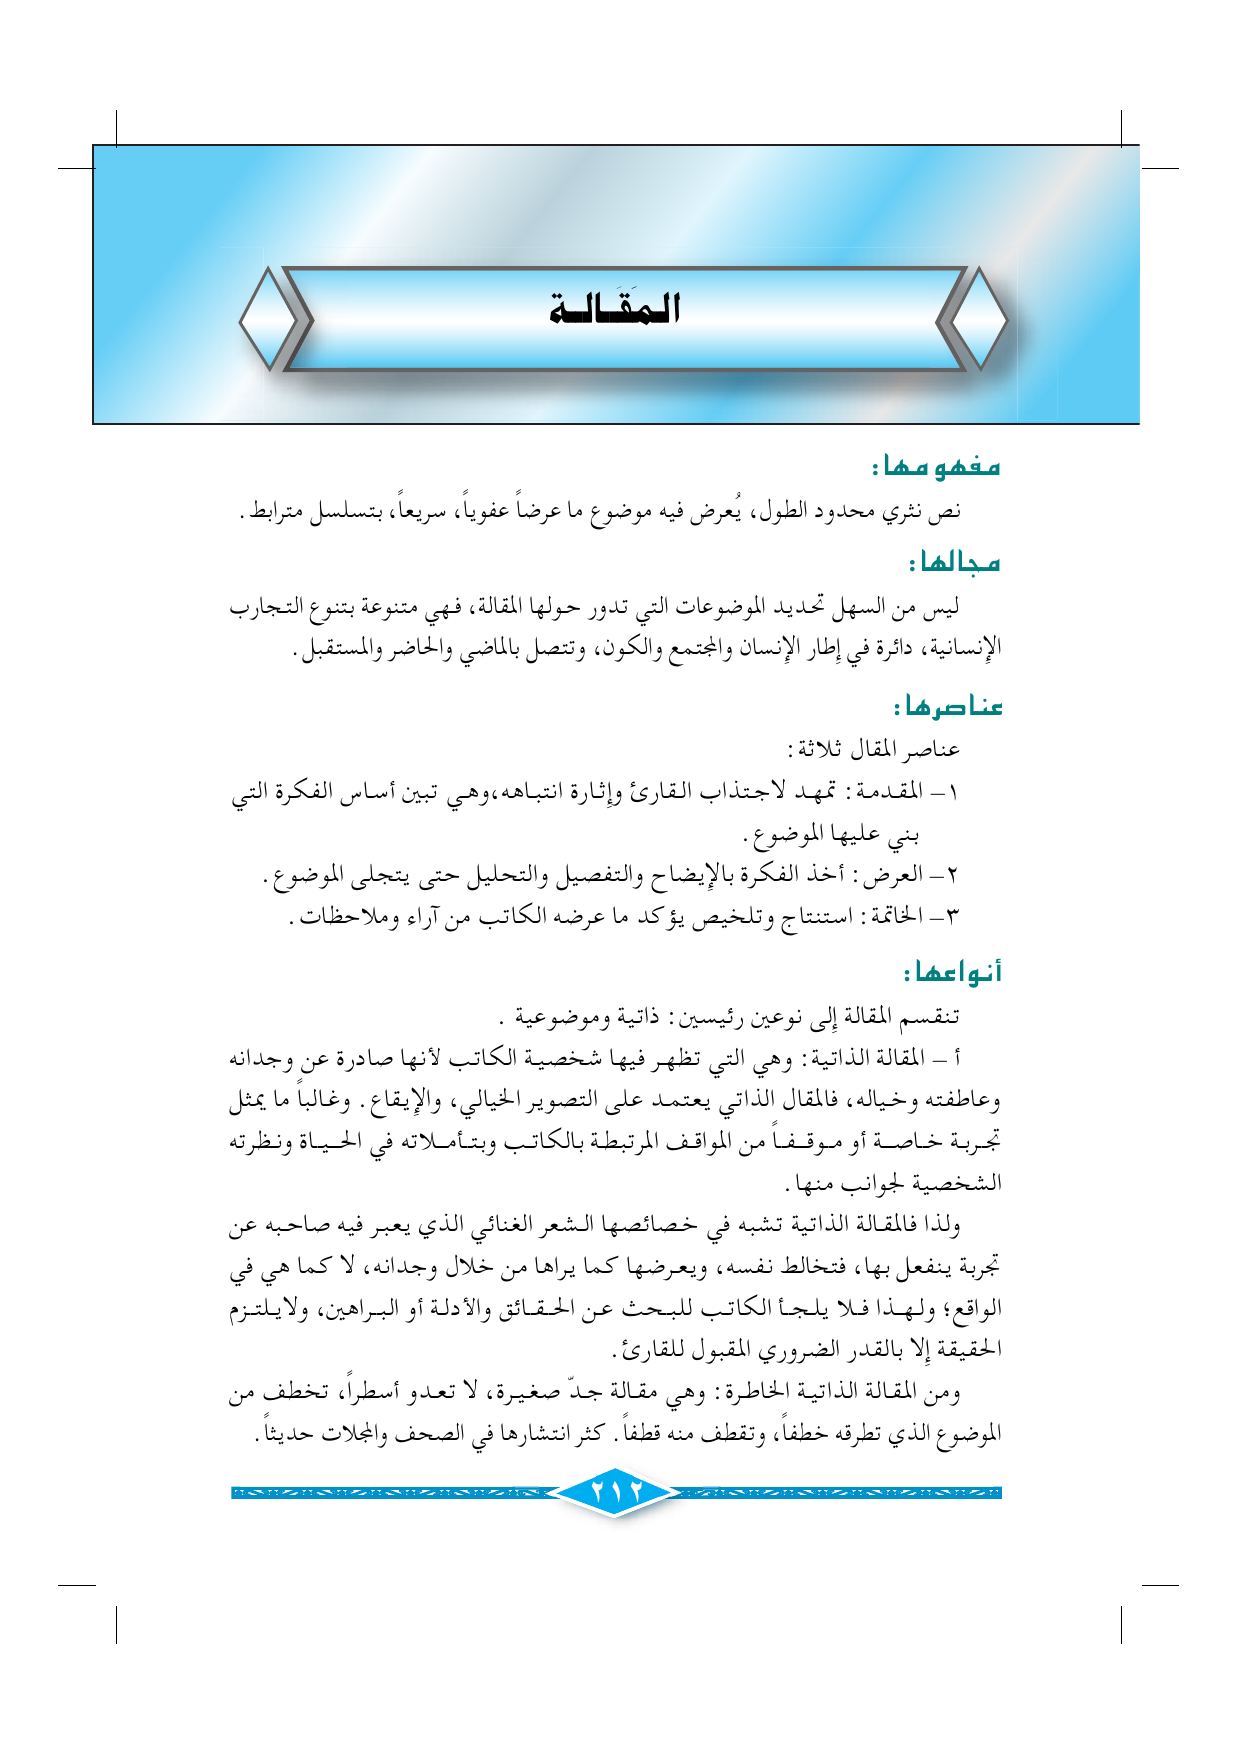 المَقَالة
مفهومها:
نص نثري محدود الطول، يُعرض فيه موضوع ما عرضاً عفوياً، سريعاً، بتسلسل مترابط.
مجالها:
ليس من السهل تحديد الموضوعات التي تدور حولها المقالة، فهي متنوعة بتنوع التجارب
الإنسانية، دائرة في إطار الإنسان والمجتمع والكون، وتتصل بالماضي والحاضر والمستقبل.
عناصرها:
عناصر المقال ثلاثة:
١– المقدمة: تمهد لاجتذاب القارئ وإثارة انتباهه،وهي تبين أساس الفكرة التي
بني عليها الموضوع.
٢– العرض: أخذ الفكرة بالإيضاح والتفصيل والتحليل حتى يتجلى الموضوع.
٣– الخاتمة: استنتاج وتلخيص يؤكد ما عرضه الكاتب من آراء وملاحظات.
أنواعها:
تنقسم المقالة إلى نوعين رئيسين: ذاتية وموضوعية .
أ – المقالة الذاتية: وهي التي تظهر فيها شخصية الكاتب لأنها صادرة عن وجدانه
وعاطفته وخياله، فالمقال الذاتي يعتمد على التصوير الخيالي، والإيقاع. وغالباً ما يمثل
تجربة خاصة أو موقفاً من المواقف المرتبطة بالكاتب وبتأملاته في الحياة ونظرته
الشخصية لجوانب منها.
ولذا فالمقالة الذاتية تشبه في خصائصها الشعر الغنائي الذي يعبر فيه صاحبه عن
تجربة ينفعل بها، فتخالط نفسه، ويعرضها كما يراها من خلال وجدانه، لا كما هي في
الواقع؛ ولهذا فلا يلجأ الكاتب للبحث عن الحقائق والأدلة أو البراهين، ولايلتزم
الحقيقة إلا بالقدر الضروري المقبول للقارئ.
ومن المقالة الذاتية الخاطرة: وهي مقالة جدّ صغيرة، لا تعدو أسطراً، تخطف من
الموضوع الذي تطرقه خطفاً، وتقطف منه قطفاً. كثر انتشارها في الصحف والمجلات حديثاً.
٢١٢